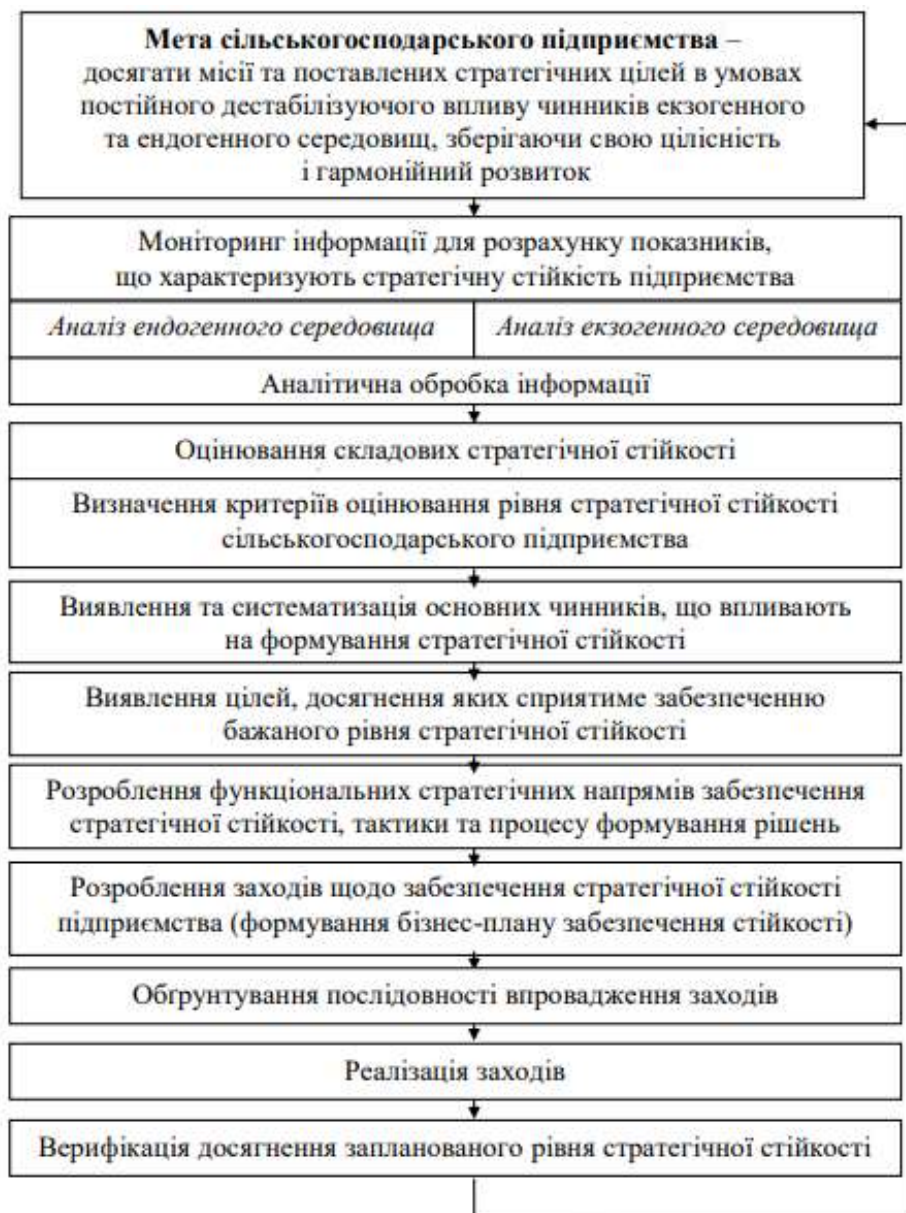 Мета сільськогосподарського підприємства –
досягати місії та поставлених стратегічних цілей в умовах
постійного дестабілізуючого впливу чинників екзогенного
та ендогенного середовищ, зберігаючи свою цілісність
і гармонійний розвиток
Моніторинг інформації для розрахунку показників,
що характеризують стратегічну стійкість підприємства
Аналіз ендогенного середовища
Аналіз екзогенного середовища
Аналітична обробка інформації
Оцінювання складових стратегічної стійкості
Визначення критеріїв оцінювання рівня стратегічної стійкості
сільськогосподарського підприємства
Виявлення та систематизація основних чинників, що впливають
на формування стратегічної стійкості
Виявлення цілей, досягнення яких сприятиме забезпеченню
бажаного рівня стратегічної стійкості
Розроблення функціональних стратегічних напрямів забезпечення
стратегічної стійкості, тактики та процесу формування рішень
Розроблення заходів щодо забезпечення стратегічної стійкості
підприємства (формування бізнес-плану забезпечення стійкості)
Обґрунтування послідовності впровадження заходів
Реалізація заходів
Верифікація досягнення запланованого рівня стратегічної стійкості